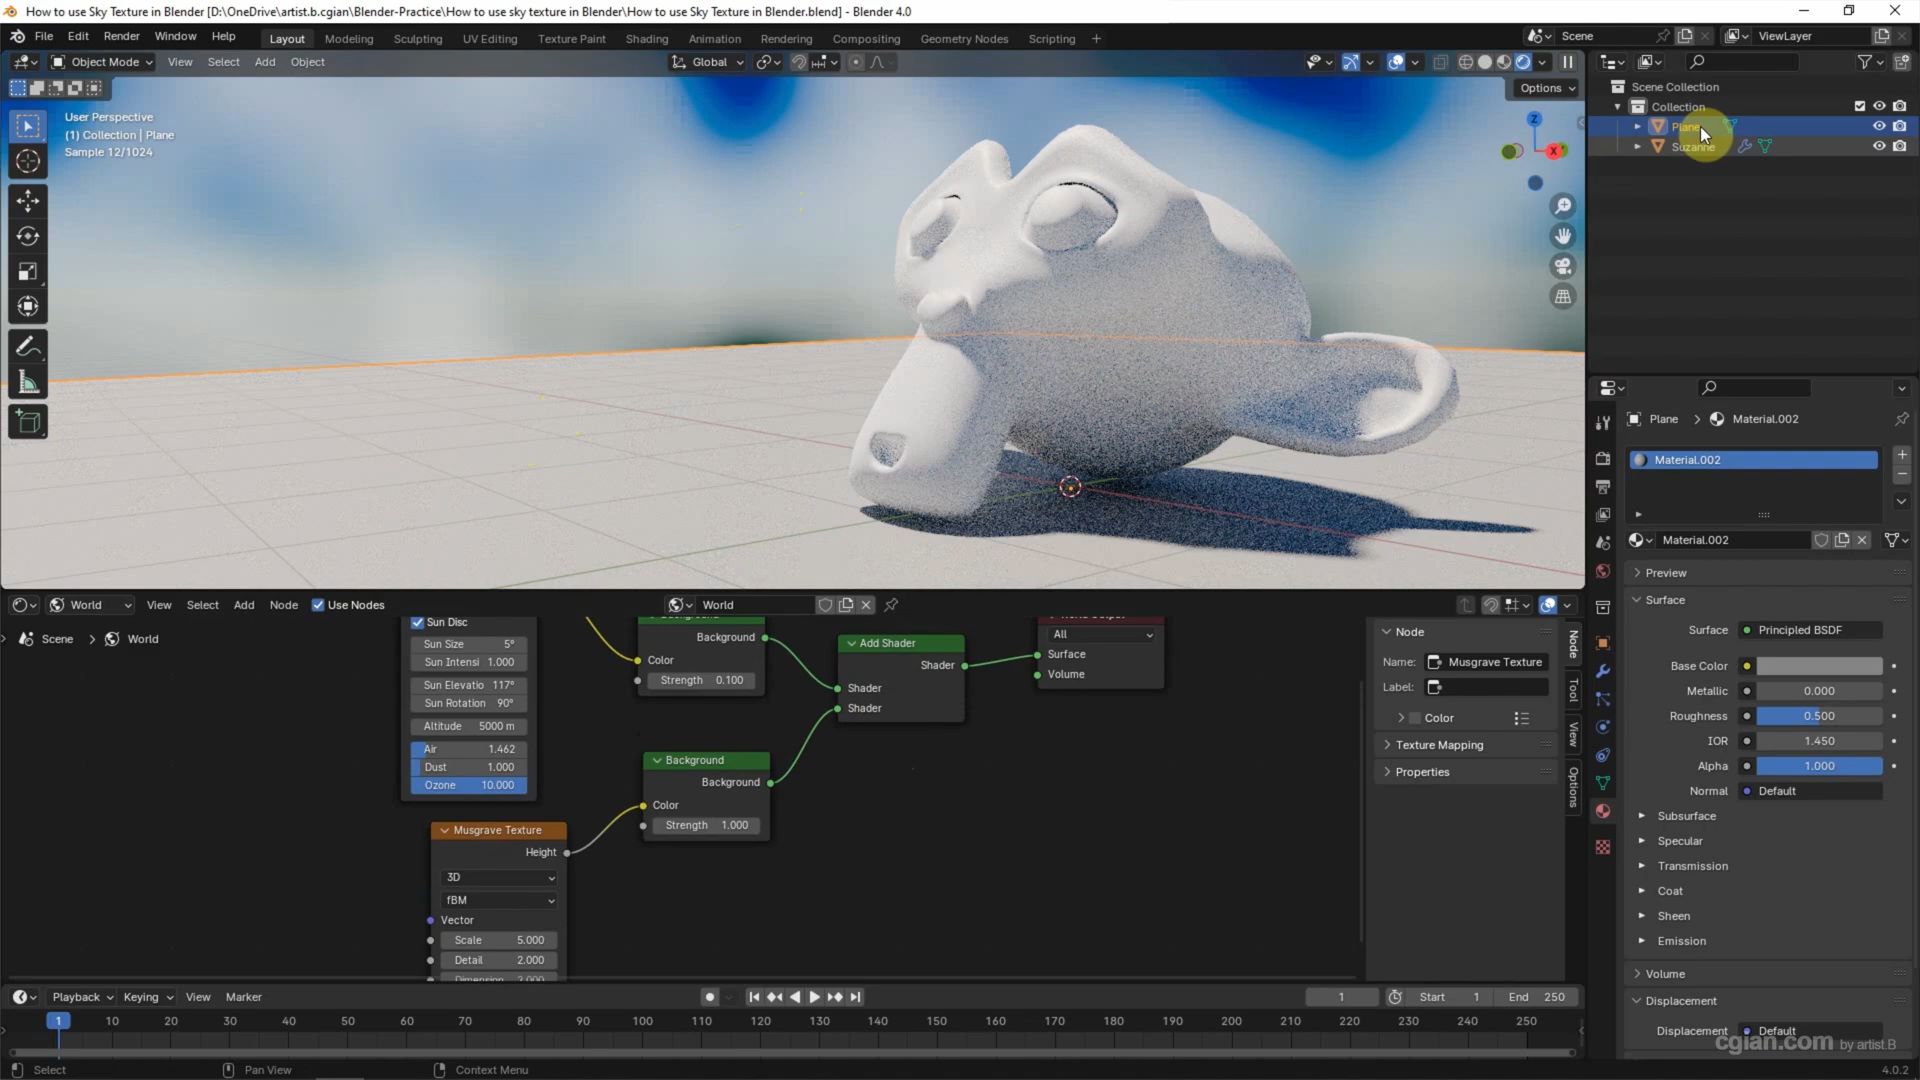 How to use Sky Texture in Blender [D:\OneDrive\artist.b.cgian\Blender-Practice\How to use sky texture in Blender\How to use Sky Texture in Blender.blend] - Blender 4.0
File Edit Render Window Help Layout Modeling Sculpting UV Editing Texture Paint Shading Animation Rendering Compositing Geometry Nodes Scripting + Scene ViewLayer
Object Mode View Select Add Object Global
Options
User Perspective
(1) Collection | Plane
Sample 12/1024
Z
X
Scene Collection
Collection
Plane
Suzanne
Plane > Material.002
Material.002
Material.002
Preview
Surface
Surface Principled BSDF
Base Color
Metallic 0.000
Roughness 0.500
IOR 1.450
Alpha 1.000
Normal Default
Subsurface
Specular
Transmission
Coat
Sheen
Emission
Volume
Displacement
Displacement Default
World View Select Add Node Use Nodes World
Scene > World
Sun Disc
Sun Size 5°
Sun Intensi 1.000
Sun Elevatio 117°
Sun Rotation 90°
Altitude 5000 m
Air 1.462
Dust 1.000
Ozone 10.000
Background
Color
Strength 0.100
Add Shader
Shader
Shader
Shader
All
Surface
Volume
Background
Background
Color
Strength 1.000
Musgrave Texture
Height
3D
fBM
Vector
Scale 5.000
Detail 2.000
Dimension 2.000
Node
Name: Musgrave Texture
Label:
Color
Texture Mapping
Properties
Node
Tool
View
Options
Playback Keying View Marker 1 Start 1 End 250
1 10 20 30 40 50 60 70 80 90 100 110 120 130 140 150 160 170 180 190 200 210 220 230 240 250
Select Pan View Context Menu 4.0.2
cgian.com by artist.B